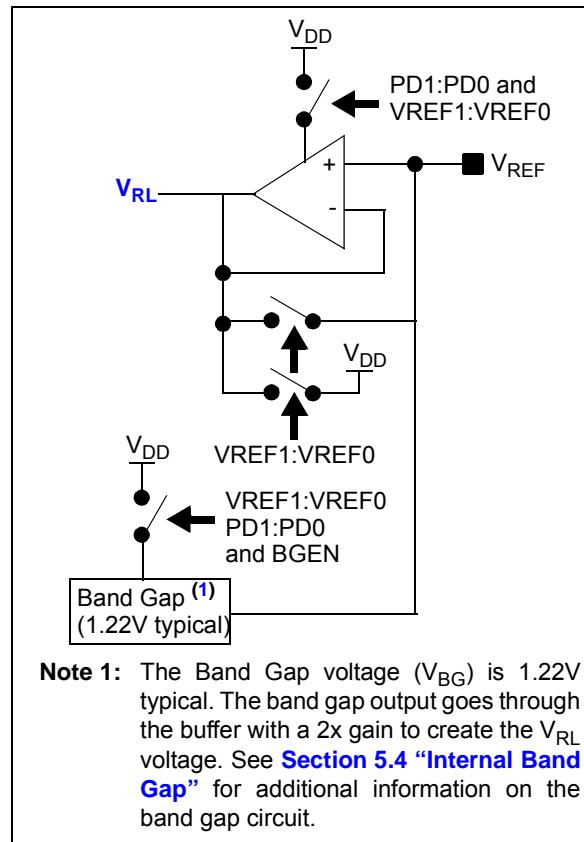 VDD
PD1:PD0 and
VREF1:VREF0
+
VREF
VRL
-
VDD
VREF1:VREF0
VDD
VREF1:VREF0
PD1:PD0
and BGEN
Band Gap (1)
(1.22V typical)
Note 1: The Band Gap voltage (VBG) is 1.22V
typical. The band gap output goes through
the buffer with a 2x gain to create the VRL
voltage. See Section 5.4 “Internal Band
Gap” for additional information on the
band gap circuit.